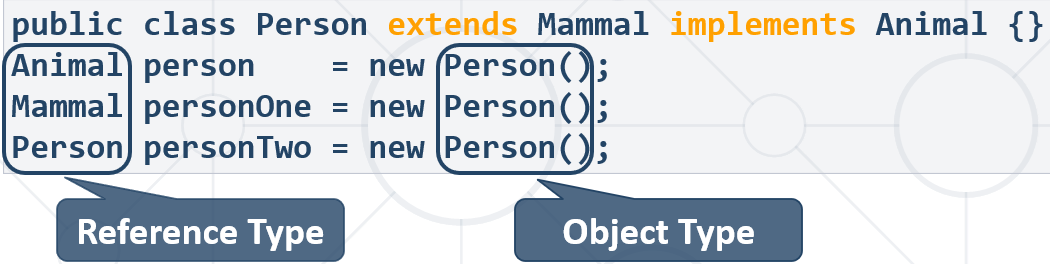 public class Person extends Mammal implements Animal {}
Animal person    = new Person();
Mammal personOne = new Person();
Person personTwo = new Person();
Reference Type
Object Type